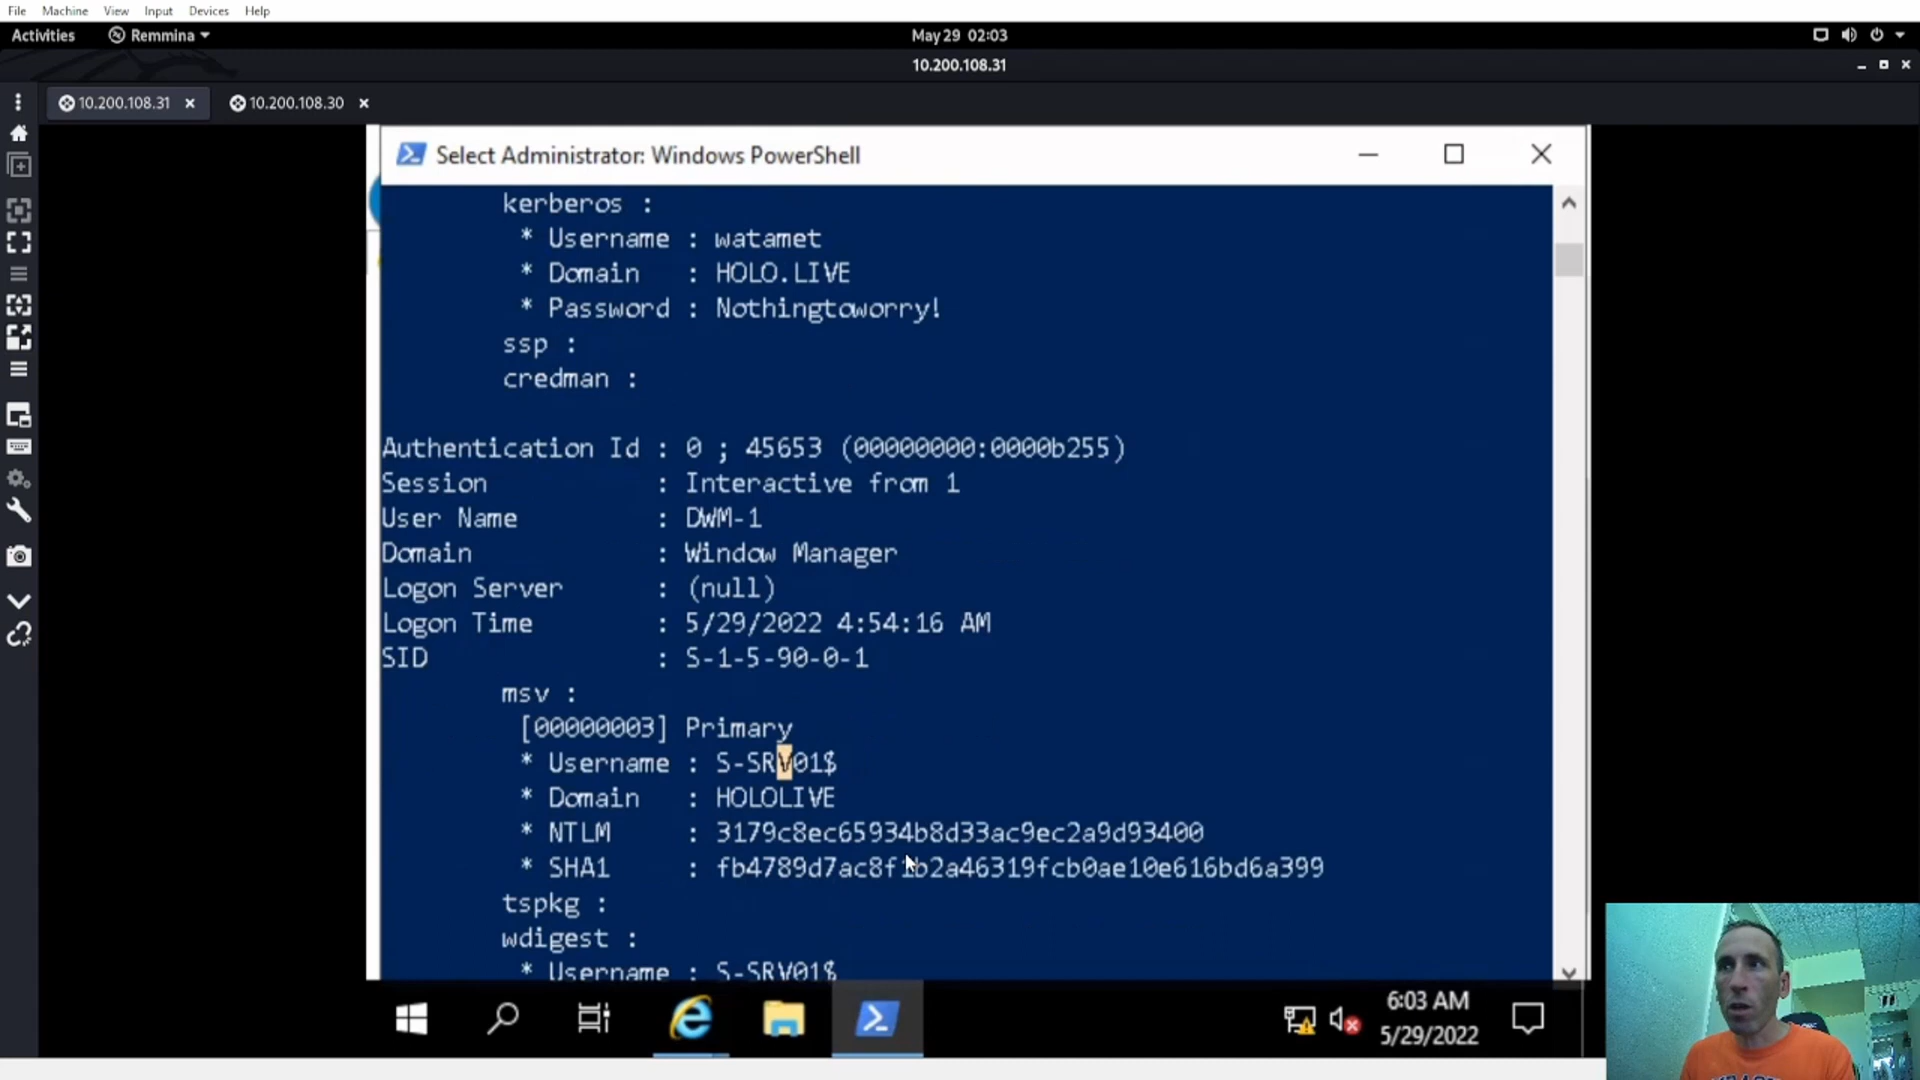 File Machine View Input Devices Help
Activities Remmina May 29 02:03
10.200.108.31
10.200.108.31 × 10.200.108.30 ×
Select Administrator: Windows PowerShell
kerberos :
* Username : watamet
* Domain : HOLO.LIVE
* Password : Nothingtoworry!
ssp :
credman :
Authentication Id : 0 ; 45653 (00000000:0000b255)
Session : Interactive from 1
User Name : DWM-1
Domain : Window Manager
Logon Server : (null)
Logon Time : 5/29/2022 4:54:16 AM
SID : S-1-5-90-0-1
msv :
[00000003] Primary
* Username : S-SRV01$
* Domain : HOLOLIVE
* NTLM : 3179c8ec65934b8d33ac9ec2a9d93400
* SHA1 : fb4789d7ac8f1b2a46319fcb0ae10e616bd6a399
tspkg :
wdigest :
* Username : S-SRV01$
6:03 AM
5/29/2022